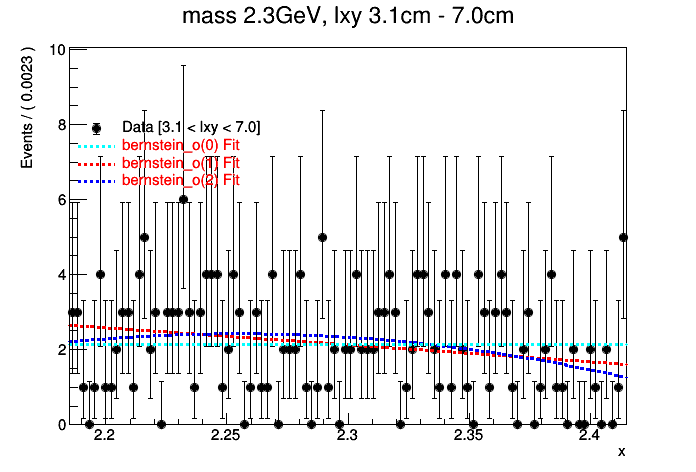 mass 2.3GeV, lxy 3.1cm - 7.0cm
Events / ( 0.0023 )
10
8
6
4
2
0
Data [3.1 < lxy < 7.0]
bernstein_o(0) Fit
bernstein_o(1) Fit
bernstein_o(2) Fit
2.2 2.25 2.3 2.35 2.4
x